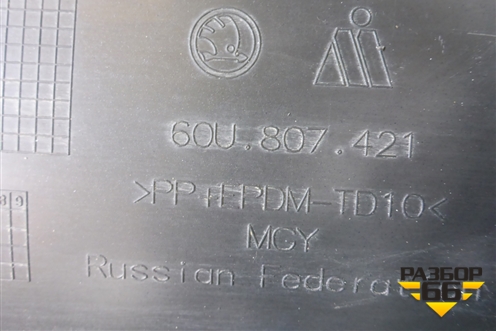 60U.807.421
>PP+EPDM-TD10<
MGY
Russian Federation
РАЗБОР
66